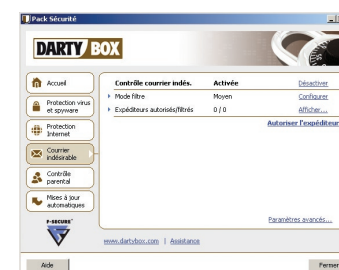 Pack Sécurité
DARTY BOX
Accueil
Protection virus
et spyware
Protection
Internet
Courrier
indésirable
Contrôle
parental
Mises à jour
automatiques
F-SECURE
Contrôle courrier indés. Activée Désactiver
Mode filtre Moyen Configurer
Expéditeurs autorisés/filtrés 0 / 0 Afficher...
Autoriser l'expéditeur
Paramètres avancés...
www.dartybox.com | Assistance
Aide Fermer